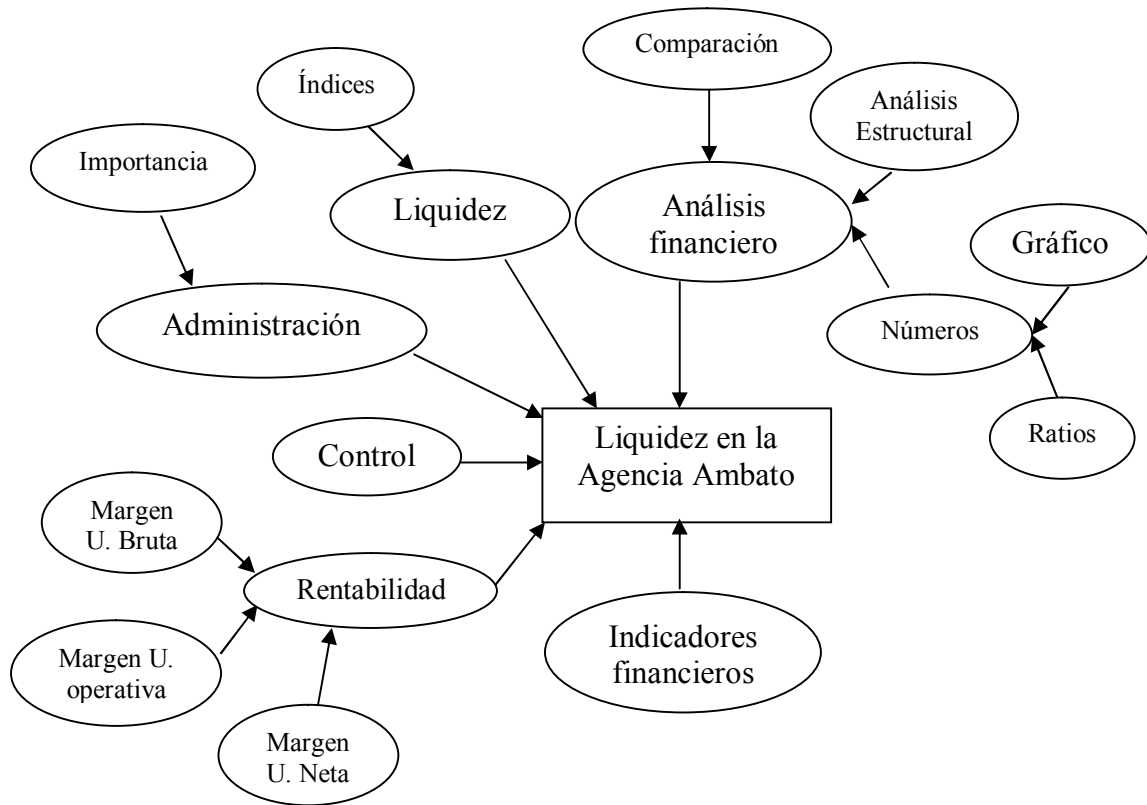 Comparación
Índices
Análisis
Estructural
Importancia
Liquidez
Análisis
financiero
Gráfico
Administración
Números
Liquidez en la
Agencia Ambato
Ratios
Control
Margen
U. Bruta
Rentabilidad
Indicadores
financieros
Margen U.
operativa
Margen
U. Neta